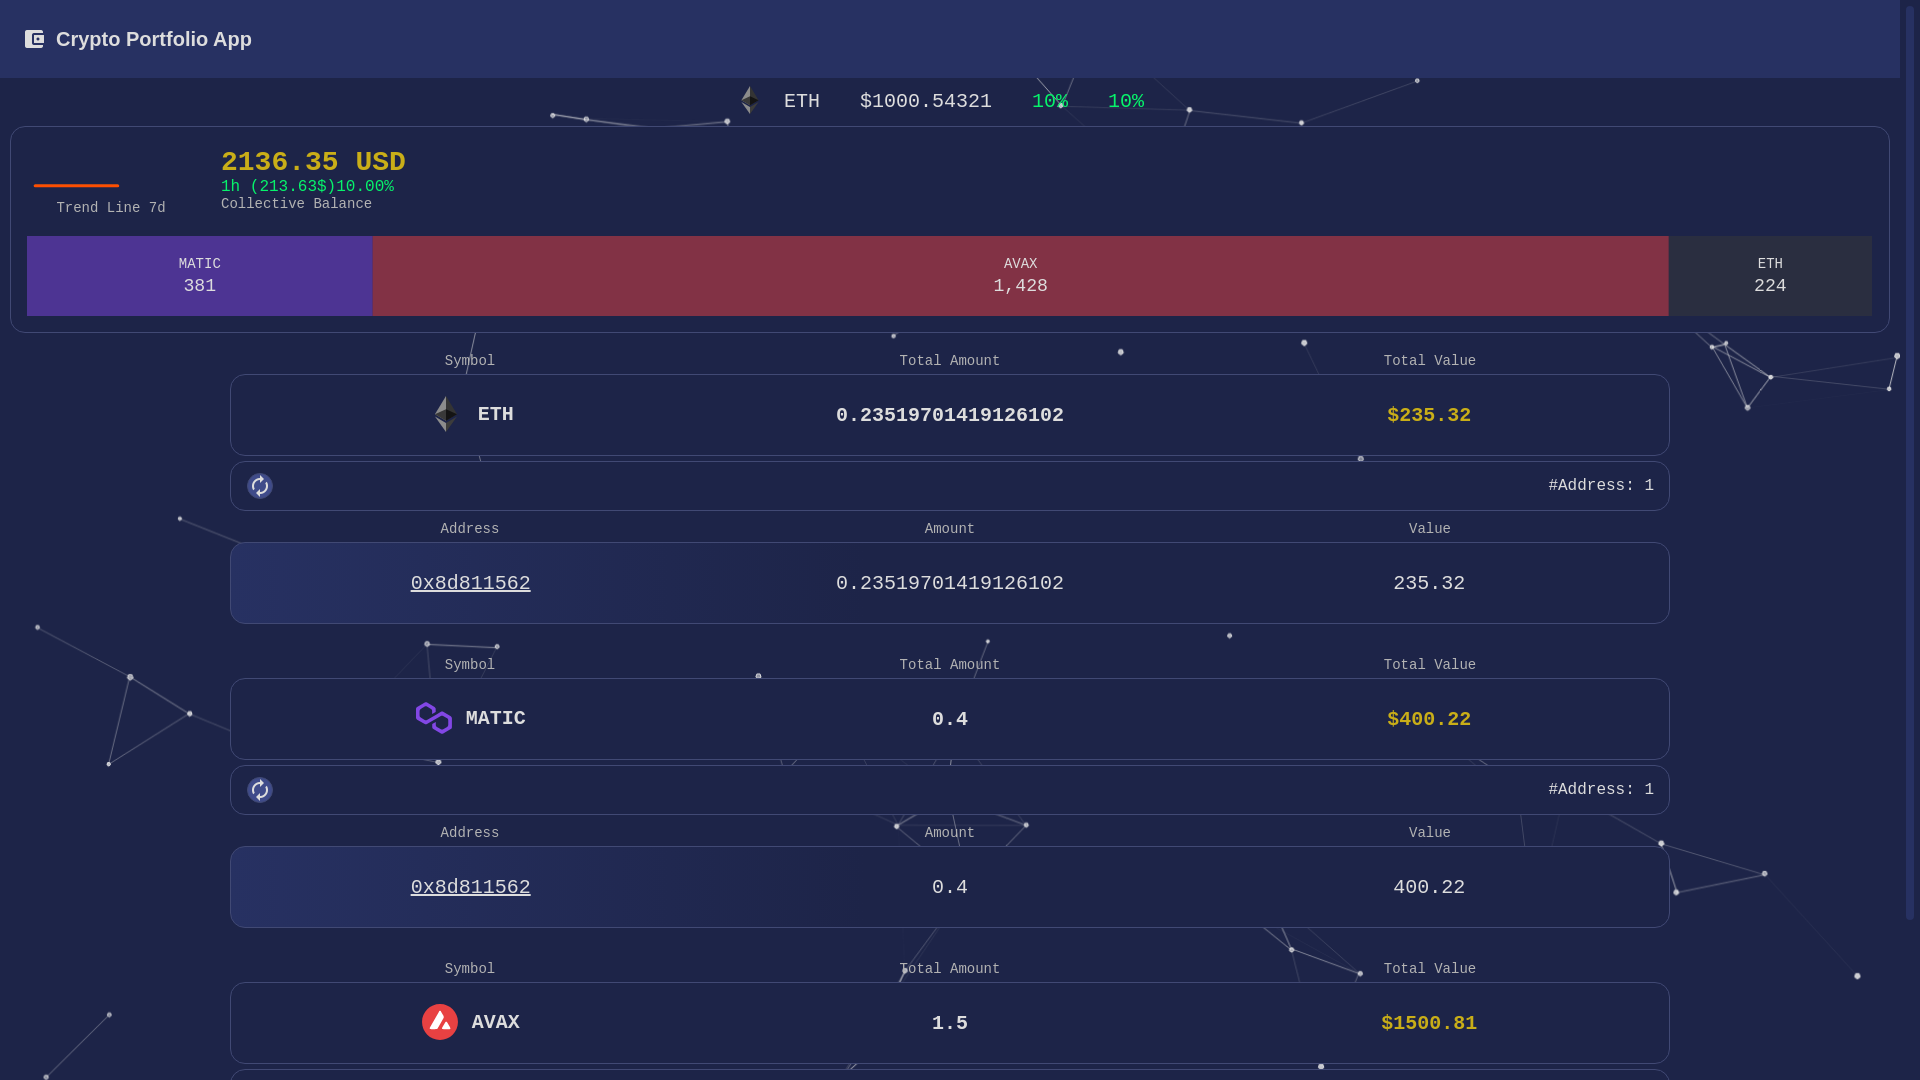 Crypto Portfolio App
ETH $1000.54321 10% 10%
2136.35 USD
1h (213.63$)10.00%
Collective Balance
Trend Line 7d
MATIC
381
AVAX
1,428
ETH
224
Symbol Total Amount Total Value
ETH 0.23519701419126102 $235.32
#Address: 1
Address Amount Value
0x8d811562 0.23519701419126102 235.32
Symbol Total Amount Total Value
MATIC 0.4 $400.22
#Address: 1
Address Amount Value
0x8d811562 0.4 400.22
Symbol Total Amount Total Value
AVAX 1.5 $1500.81